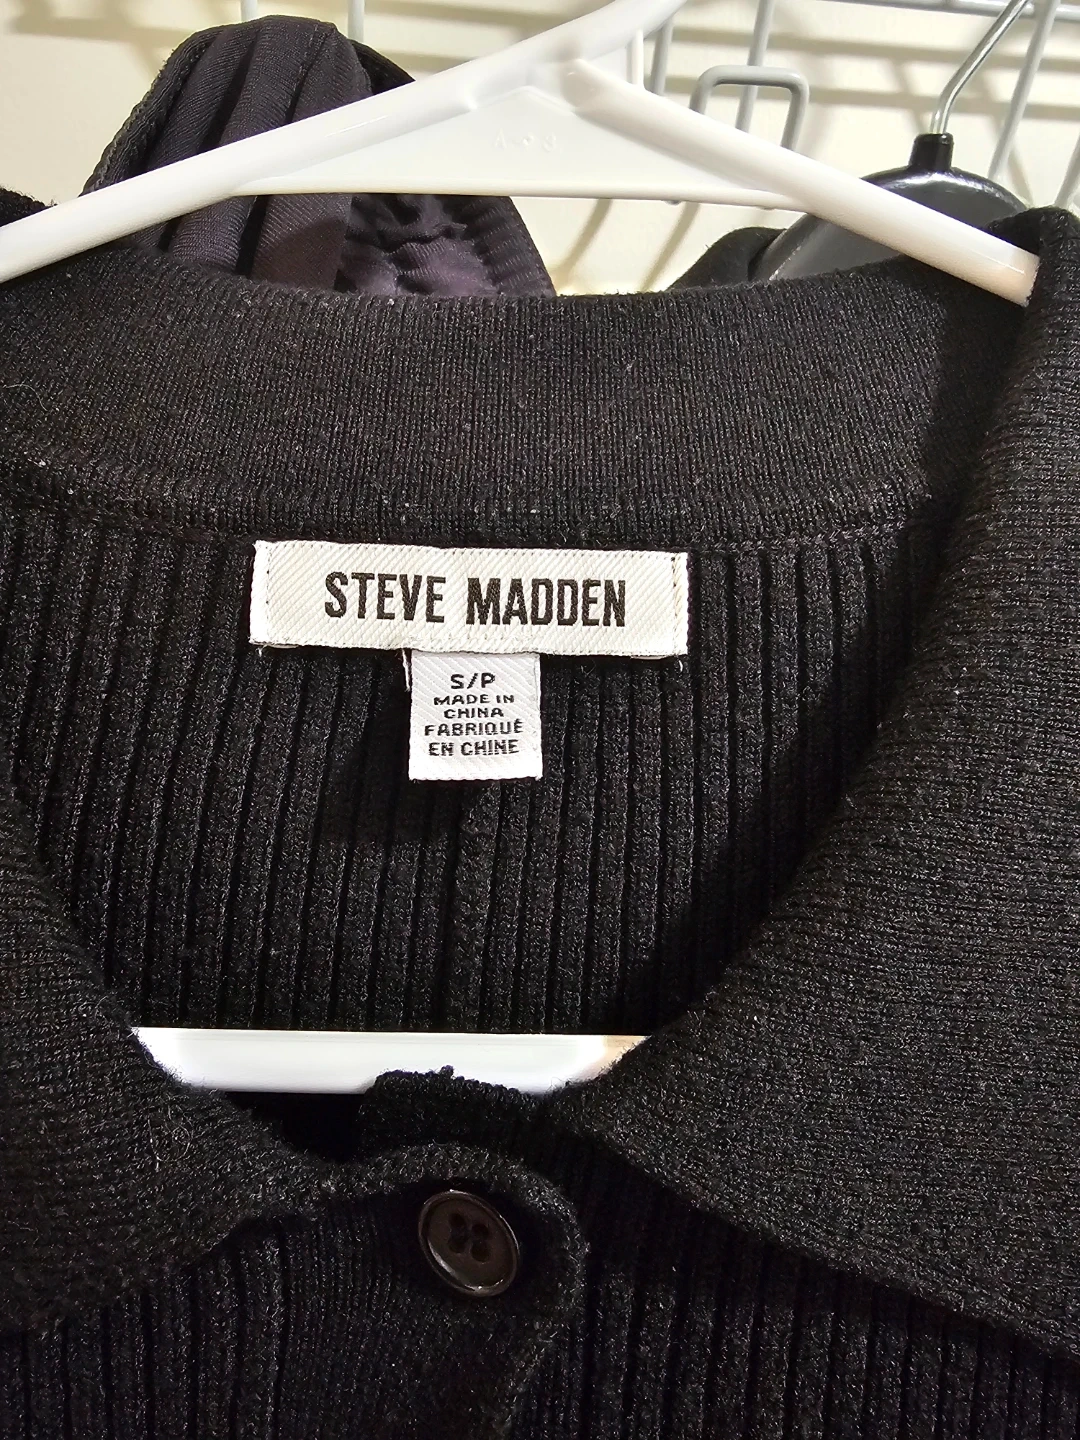 STEVE MADDEN
S/P
MADE IN
CHINA
FABRIQUÉ
EN CHINE